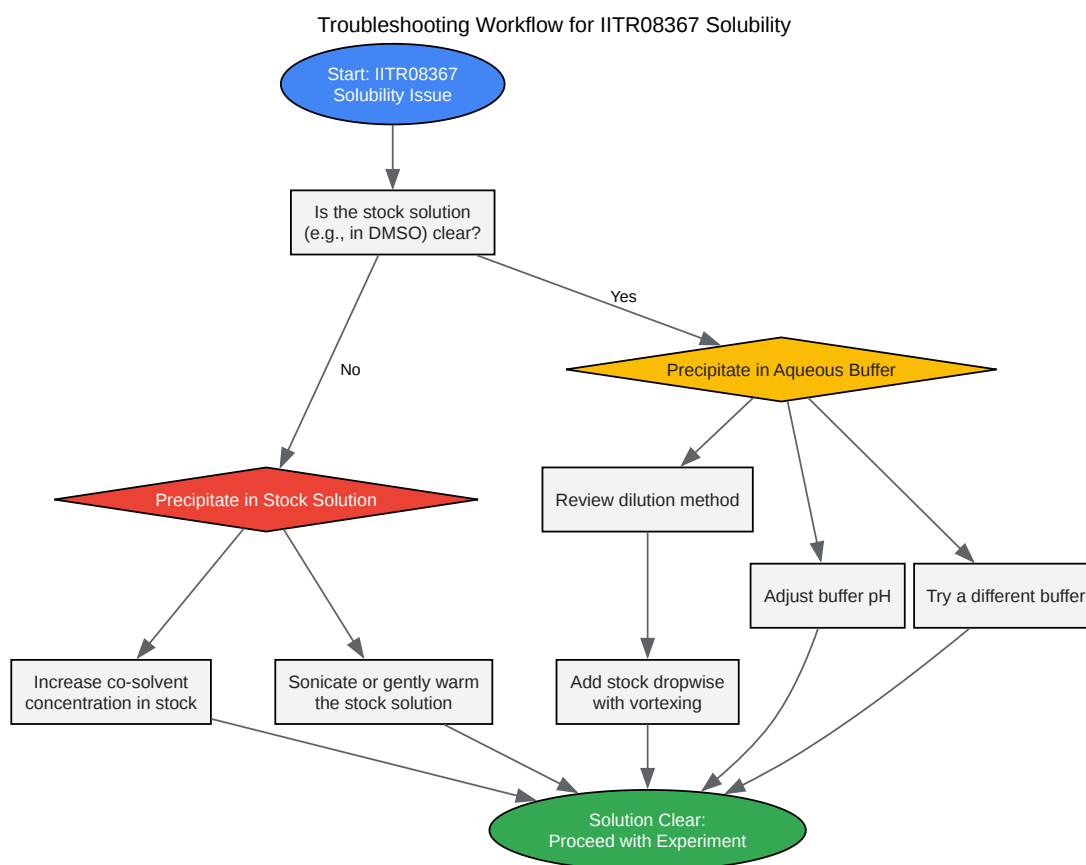 Troubleshooting Workflow for IITR08367 Solubility
Start: IITR08367
Solubility Issue
Is the stock solution
(e.g., in DMSO) clear?
Yes
No
Precipitate in Aqueous Buffer
Precipitate in Stock Solution
Review dilution method
Adjust buffer pH
Try a different buffer
Increase co-solvent
concentration in stock
Sonicate or gently warm
the stock solution
Add stock dropwise
with vortexing
Solution Clear:
Proceed with Experiment